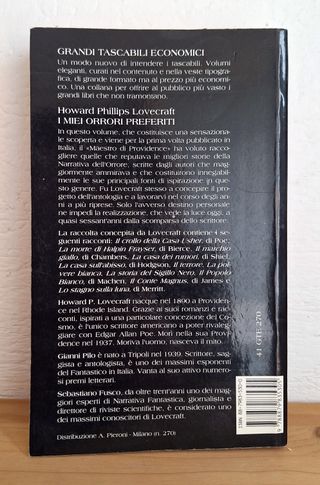 GRANDI TASCABILI ECONOMICI
Un modo nuovo di intendere i tascabili. Volumi
eleganti, curati nel contenuto e nella veste tipogra-
fica, di grande formato ma al prezzo più economi-
co. Una collana per offrire al pubblico più vasto i
grandi libri che non tramontano.
Howard Phillips Lovecraft
I MIEI ORRORI PREFERITI
In questo volume, che costituisce una sensaziona-
le scoperta e viene per la prima volta pubblicato in
Italia, il «Maestro di Providence» ha voluto racco-
gliere quelle che reputava le migliori storie della
Narrativa dell'Orrore, scritte dagli autori che mag-
giormente ammirava e che costituirono innegabil-
mente le sue principali fonti di ispirazione in que-
sto genere. Fu Lovecraft stesso a concepire il pro-
getto dell'antologia e a lavorarvi nel corso degli an-
ni a più riprese. Solo l'avverso destino personale
ne impedì la realizzazione, che vede la luce oggi, a
quasi sessant'anni dalla scomparsa dello scrittore.
La raccolta concepita da Lovecraft contiene i se-
guenti racconti: Il crollo della Casa Usher, di Poe,
La morte di Halpin Frayser, di Bierce, Il marchio
giallo, di Chambers, La casa dei rumori, di Shiel,
La casa sull'abisso, di Hodgson, Il terrore, La pol-
vere bianca, La storia del Sigillo Nero, Il Popolo
Bianco, di Machen, Il Conte Magnus, di James e
Lo stagno sulla luna, di Merritt.
Howard P. Lovecraft nacque nel 1890 a Providen-
ce nel Rhode Island. Grazie ai suoi romanzi e rac-
conti, ispirati a una particolare concezione del Co-
smo, è l'unico scrittore americano a poter rivaleg-
giare con Edgar Allan Poe. Morì nella sua Provi-
dence nel 1937. Moriva l'uomo, nasceva il mito.
Gianni Pilo è nato a Tripoli nel 1939. Scrittore, sag-
gista e antologista, è uno dei massimi esponenti
del Fantastico in Italia. Vanta al suo attivo numero-
si premi letterari.
Sebastiano Fusco, da oltre trent'anni uno dei mag-
giori esperti di Narrativa Fantastica, giornalista e
direttore di riviste scientifiche, è considerato uno
dei massimi conoscitori di Lovecraft.
Distribuzione A. Pieroni - Milano (n. 270)
41 GTE 270